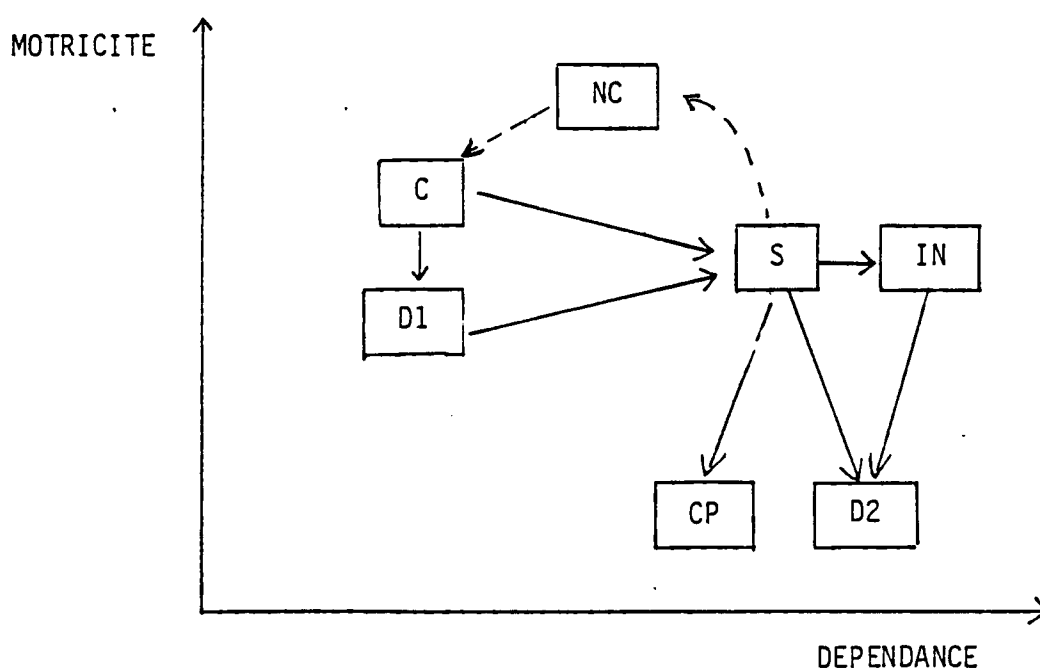 MOTRICITE
NC
C
S
IN
D1
CP
D2
DEPENDANCE